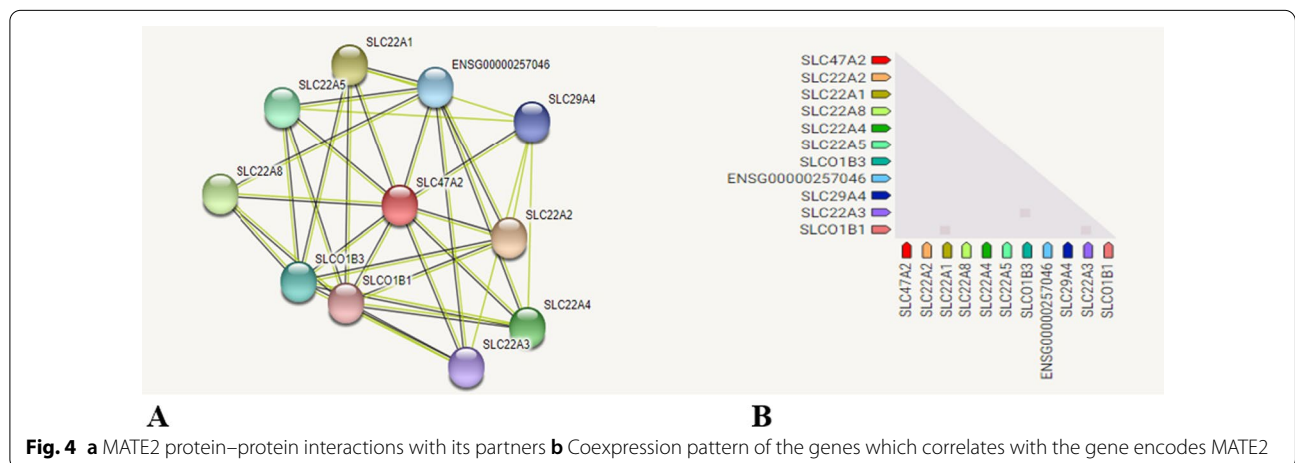 SLC22A1
ENSG00000257046
SLC22A5
SLC29A4
SLC22A8
SLC47A2
SLC22A2
SLCO1B3
SLCO1B1
SLC22A4
SLC22A3
A
SLC47A2
SLC22A2
SLC22A1
SLC22A8
SLC22A4
SLC22A5
SLCO1B3
ENSG00000257046
SLC29A4
SLC22A3
SLCO1B1
SLC47A2
SLC22A2
SLC22A1
SLC22A8
SLC22A4
SLC22A5
SLCO1B3
ENSG00000257046
SLC29A4
SLC22A3
SLCO1B1
B
Fig. 4 a MATE2 protein–protein interactions with its partners b Coexpression pattern of the genes which correlates with the gene encodes MATE2